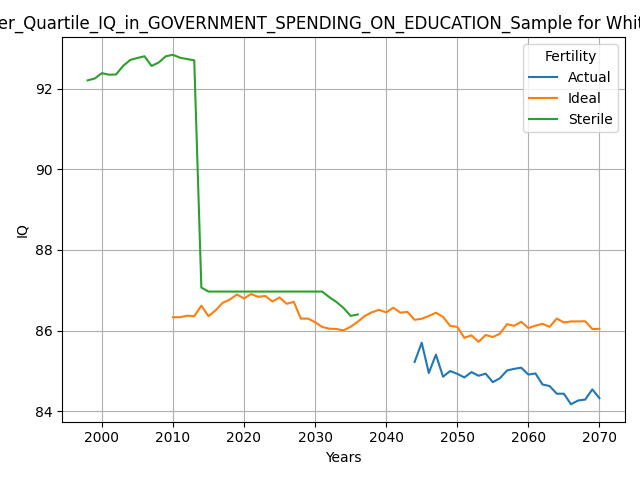 er_Quartile_IQ_in_GOVERNMENT_SPENDING_ON_EDUCATION_Sample for Whit
Fertility
Actual
Ideal
Sterile
92
90
88
86
84
IQ
2000 2010 2020 2030 2040 2050 2060 2070
Years